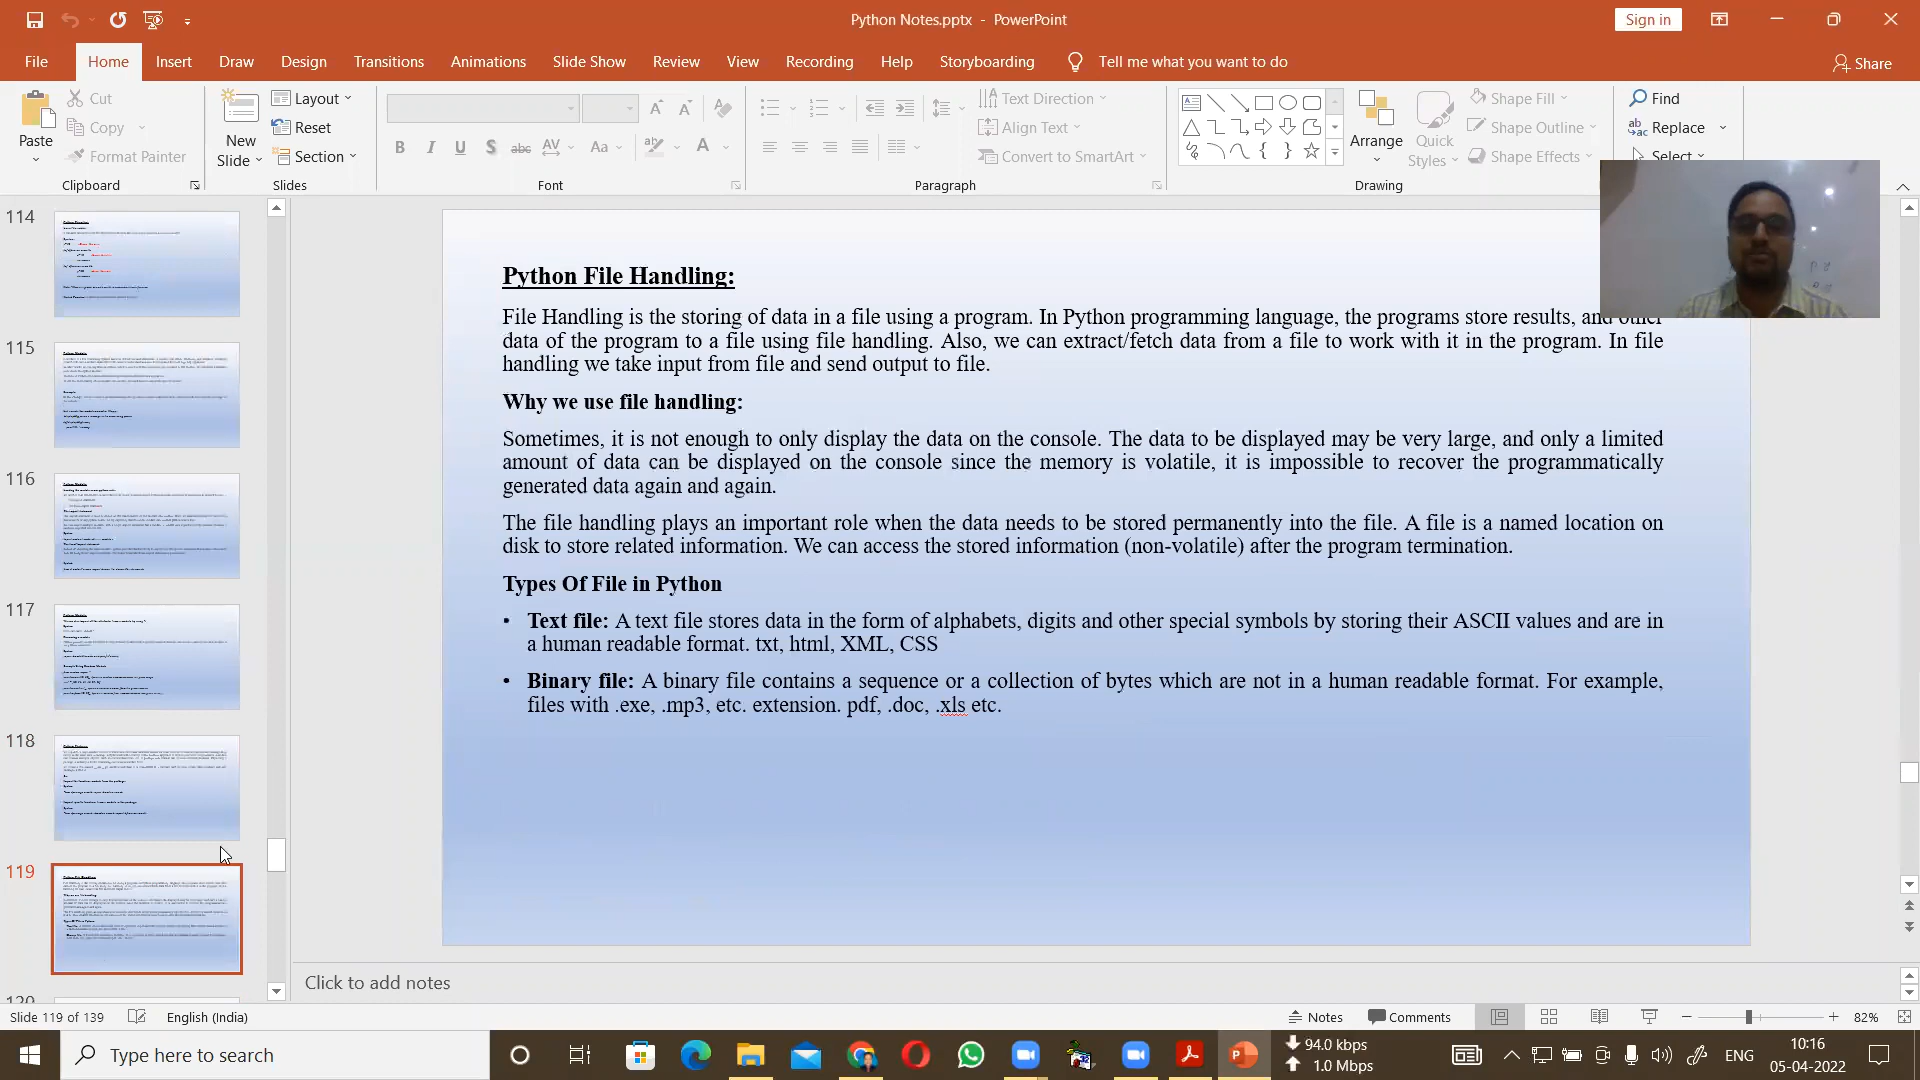 Python Notes.pptx - PowerPoint
Sign in
File Home Insert Draw Design Transitions Animations Slide Show Review View Recording Help Storyboarding Tell me what you want to do Share
Paste
Cut
Copy
Format Painter
Clipboard
New Slide
Layout
Reset
Section
Slides
Font
Text Direction
Align Text
Convert to SmartArt
Paragraph
Arrange
Quick Styles
Shape Fill
Shape Outline
Shape Effects
Drawing
Find
Replace
Select
114
115
116
117
118
119
120
Python File Handling:
File Handling is the storing of data in a file using a program. In Python programming language, the programs store results, and other
data of the program to a file using file handling. Also, we can extract/fetch data from a file to work with it in the program. In file
handling we take input from file and send output to file.
Why we use file handling:
Sometimes, it is not enough to only display the data on the console. The data to be displayed may be very large, and only a limited
amount of data can be displayed on the console since the memory is volatile, it is impossible to recover the programmatically
generated data again and again.
The file handling plays an important role when the data needs to be stored permanently into the file. A file is a named location on
disk to store related information. We can access the stored information (non-volatile) after the program termination.
Types Of File in Python
• Text file: A text file stores data in the form of alphabets, digits and other special symbols by storing their ASCII values and are in
a human readable format. txt, html, XML, CSS
• Binary file: A binary file contains a sequence or a collection of bytes which are not in a human readable format. For example,
files with .exe, .mp3, etc. extension. pdf, .doc, .xls etc.
Click to add notes
Slide 119 of 139 English (India) Notes Comments 82%
Type here to search
94.0 kbps
1.0 Mbps
ENG
10:16
05-04-2022